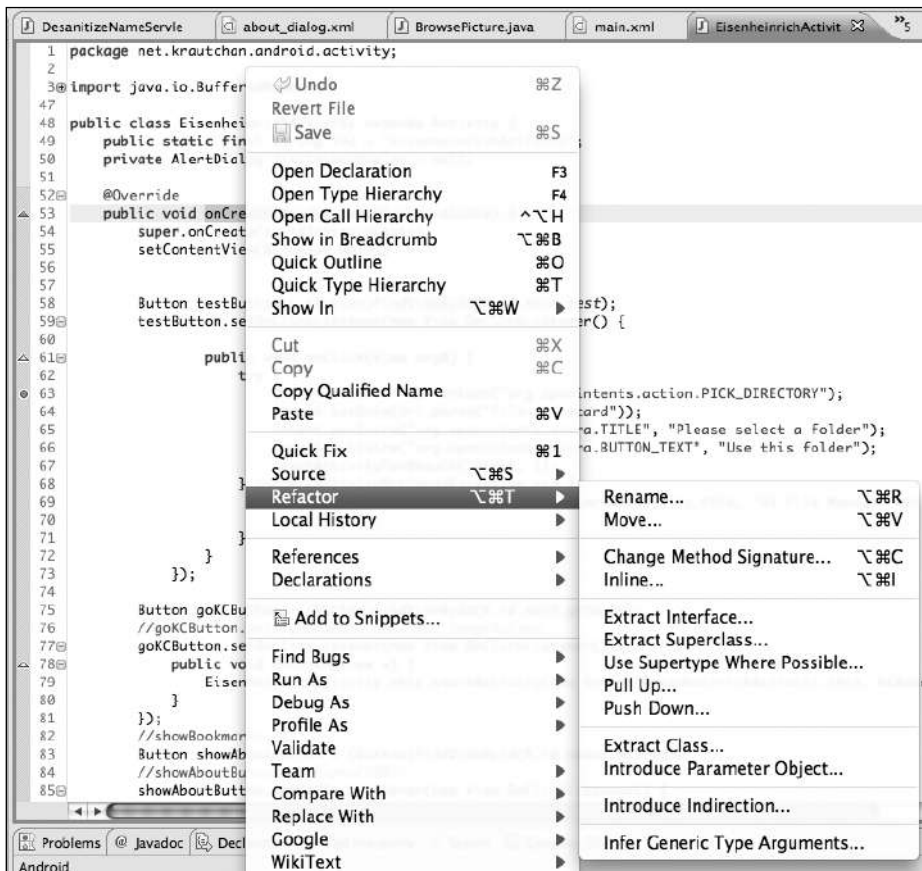 DesanitizeNameServle
about_dialog.xml
BrowsePicture.java
main.xml
EisenheinrichActivit
5
1 package net.krautchan.android.activity;
2
3 import java.io.Buffer
47
48 public class Eisenhei
49 public static fin
50 private AlertDial
51
52 @Override
53 public void onCre
54 super.onCreat
55 setContentVie
56
57
58 Button testBu est);
59 testButton.se er() {
60
61 publi
62 t
63 intents.action.PICK_DIRECTORY");
64 ard"));
65 ra.TITLE", "Please select a folder");
66 ra.BUTTON_TEXT", "Use this folder");
67
68 }
69
70
71 }
72 }
73 });
74
75 Button goKCBu
76 //goKCButton.
77 goKCButton.se
78 public vo
79 Eisen
80 }
81 });
82 //showBookmar
83 Button showAb
84 //showAboutBu
85 showAboutButt
Undo ⌘Z
Revert File
Save ⌘S
Open Declaration F3
Open Type Hierarchy F4
Open Call Hierarchy ^⌥H
Show in Breadcrumb ⌥⌘B
Quick Outline ⌘O
Quick Type Hierarchy ⌘T
Show In ⌥⌘W
Cut ⌘X
Copy ⌘C
Copy Qualified Name
Paste ⌘V
Quick Fix ⌘1
Source ⌥⌘S
Refactor ⌥⌘T
Local History
References
Declarations
Add to Snippets...
Find Bugs
Run As
Debug As
Profile As
Validate
Team
Compare With
Replace With
Google
WikiText
Rename... ⌥⌘R
Move... ⌥⌘V
Change Method Signature... ⌥⌘C
Inline... ⌥⌘I
Extract Interface...
Extract Superclass...
Use Supertype Where Possible...
Pull Up...
Push Down...
Extract Class...
Introduce Parameter Object...
Introduce Indirection...
Infer Generic Type Arguments...
Problems @ Javadoc Decl
Android